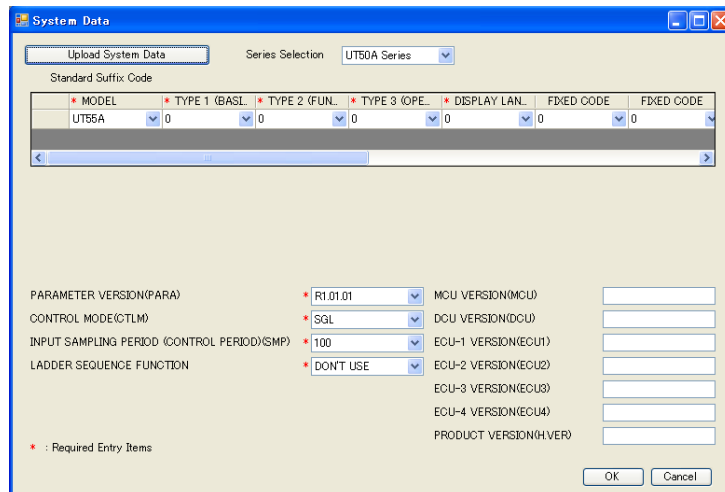 System Data
Upload System Data Series Selection UT50A Series
Standard Suffix Code
* MODEL * TYPE 1 (BASI... * TYPE 2 (FUN... * TYPE 3 (OPE... * DISPLAY LAN... FIXED CODE FIXED CODE
UT55A 0 0 0 0 0 0
PARAMETER VERSION(PARA) * R1.01.01 MCU VERSION(MCU)
CONTROL MODE(CTLM) * SGL DCU VERSION(DCU)
INPUT SAMPLING PERIOD (CONTROL PERIOD)(SMP) * 100 ECU-1 VERSION(ECU1)
LADDER SEQUENCE FUNCTION * DON'T USE ECU-2 VERSION(ECU2)
ECU-3 VERSION(ECU3)
ECU-4 VERSION(ECU4)
PRODUCT VERSION(H.VER)
* : Required Entry Items
OK Cancel